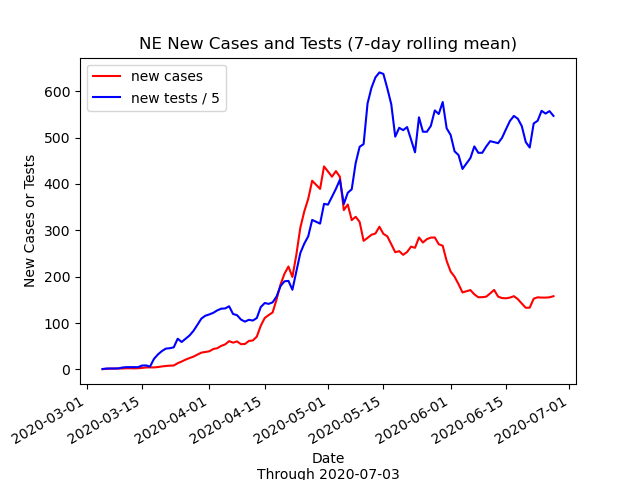 NE New Cases and Tests (7-day rolling mean)
new cases
new tests / 5
New Cases or Tests
600
500
400
300
200
100
0
2020-03-01
2020-03-15
2020-04-01
2020-04-15
2020-05-01
2020-05-15
2020-06-01
2020-06-15
2020-07-01
Date
Through 2020-07-03